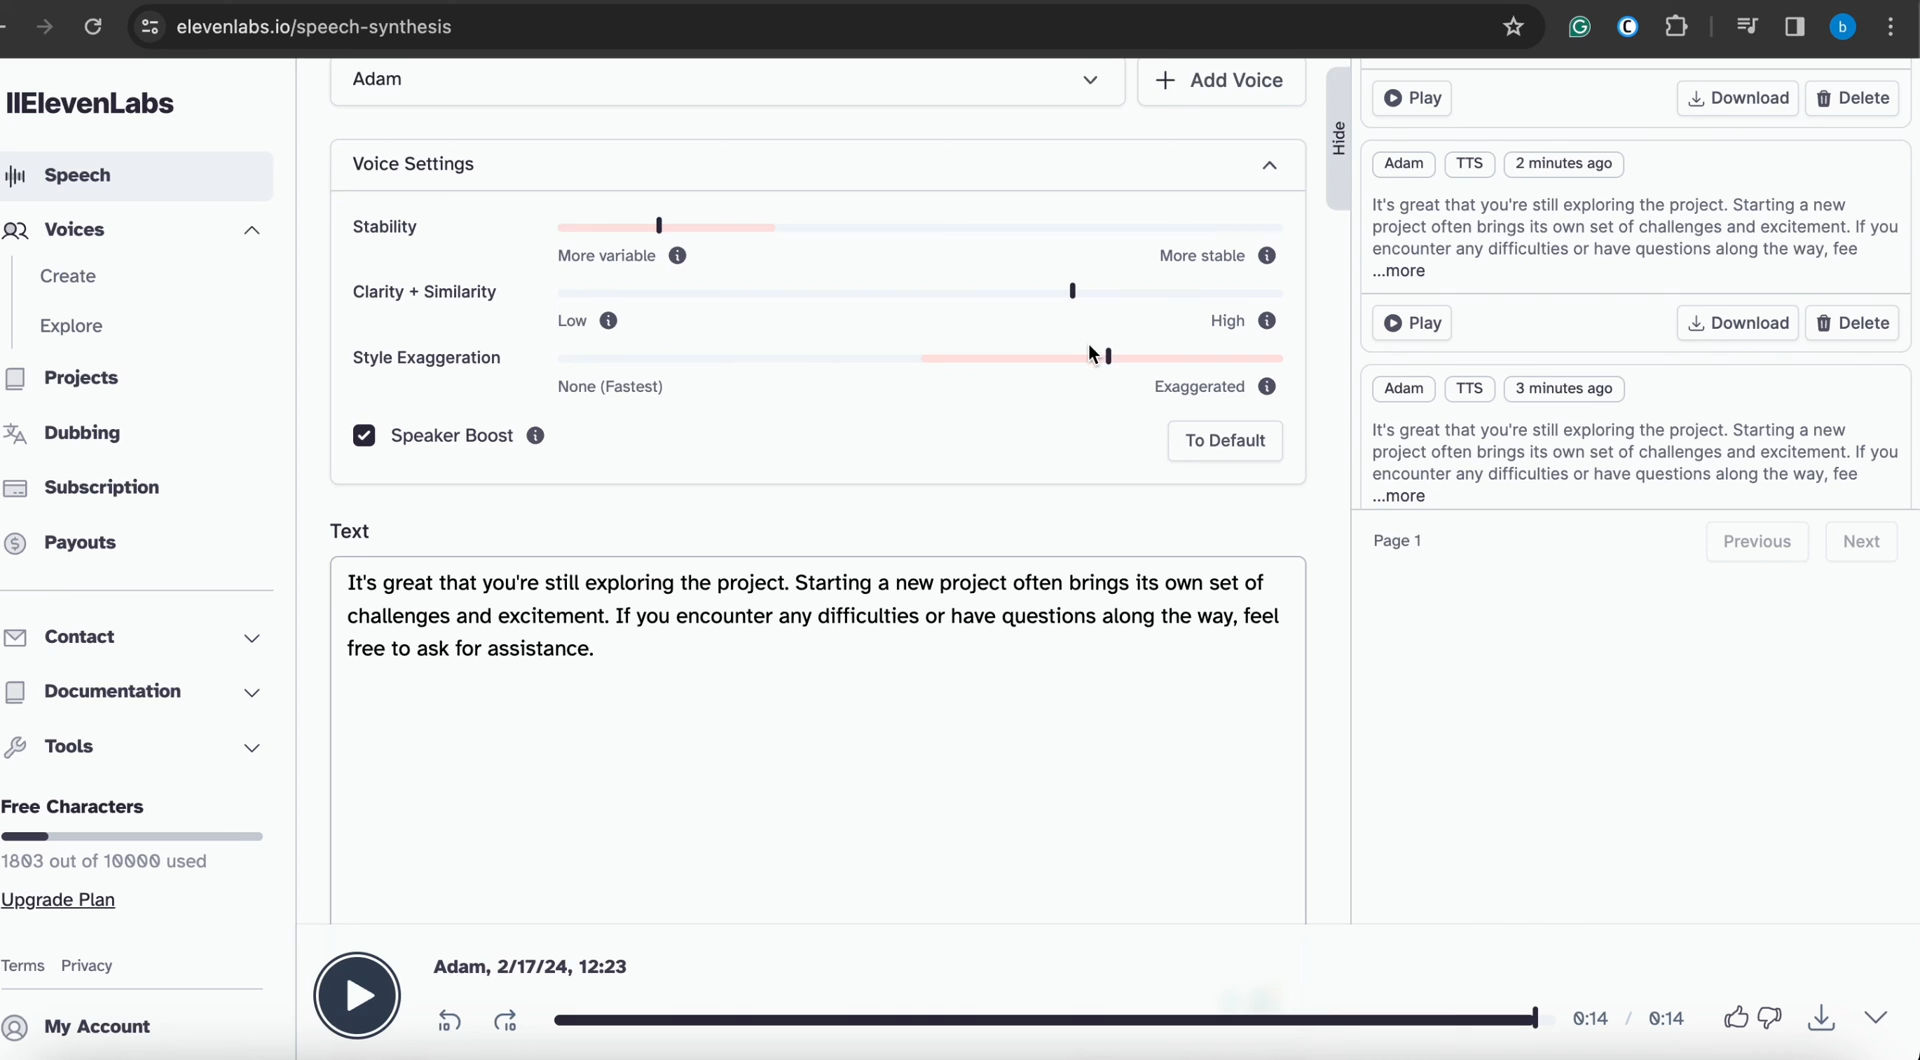 elevenlabs.io/speech-synthesis
b
IIElevenLabs
Speech
Voices
Create
Explore
Projects
Dubbing
Subscription
Payouts
Contact
Documentation
Tools
Free Characters
1803 out of 10000 used
Upgrade Plan
Terms Privacy
My Account
Adam
+ Add Voice
Voice Settings
Stability
More variable More stable
Clarity + Similarity
Low High
Style Exaggeration
None (Fastest) Exaggerated
Speaker Boost
To Default
Text
It's great that you're still exploring the project. Starting a new project often brings its own set of
challenges and excitement. If you encounter any difficulties or have questions along the way, feel
free to ask for assistance.
Hide
Play Download Delete
Adam TTS 2 minutes ago
It's great that you're still exploring the project. Starting a new
project often brings its own set of challenges and excitement. If you
encounter any difficulties or have questions along the way, fee
...more
Play Download Delete
Adam TTS 3 minutes ago
It's great that you're still exploring the project. Starting a new
project often brings its own set of challenges and excitement. If you
encounter any difficulties or have questions along the way, fee
...more
Page 1 Previous Next
Adam, 2/17/24, 12:23
10 10 0:14 / 0:14